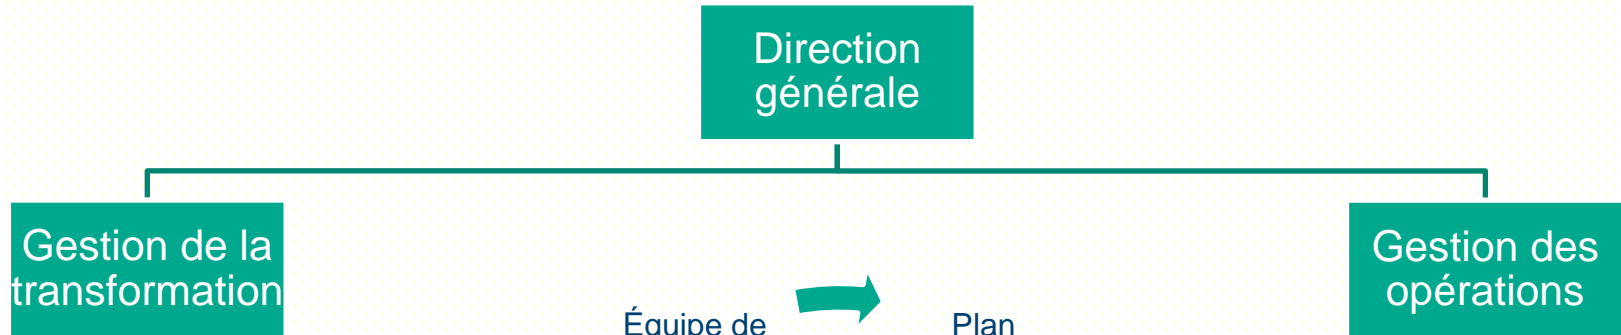 Direction
générale
Gestion de la
transformation
Gestion des
opérations
Équipe de
Plan